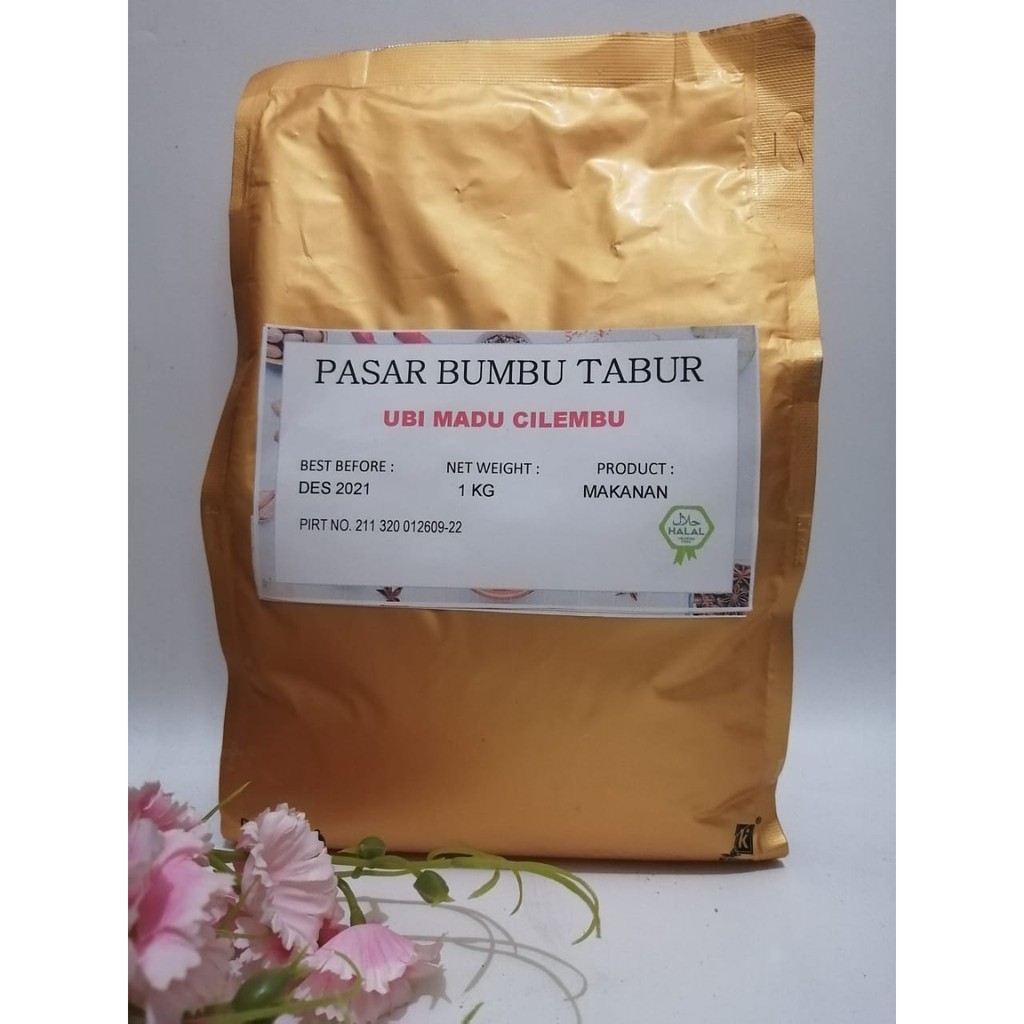 PASAR BUMBU TABUR
UBI MADU CILEMBU
BEST BEFORE : NET WEIGHT : PRODUCT :
DES 2021 1 KG MAKANAN
PIRT NO. 211 320 012609-22
حلال
HALAL
k